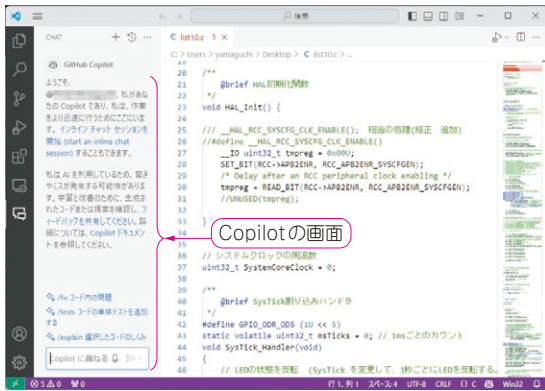 検索
CHAT
C list10.c 5 ×
C: > Users > yamaguchi > Desktop > C list10.c > ...
GitHub Copilot
ようこそ、
@ 、私があな
たの Copilot であり、私は、作業
をより迅速に行うためにここにいま
す。インライン チャット セッションを
開始 (start an inline chat
session) することもできます。
私は AI を利用しているため、驚き
やミスが発生する可能性がありま
す。学習と改善のために、生成さ
れたコードまたは提案を確認し、フ
ィードバックを共有してください。詳
細については、Copilot ドキュメン
ト を参照してください。
/fix コード内の問題
/tests コードの単体テストを追加
する
/explain 選択したコードのしくみ
Copilot に尋ねる
20 /**
21 @brief HAL初期化関数
22 */
23 void HAL_Init() {
24
25 /// __HAL_RCC_SYSCFG_CLK_ENABLE(); 相当の処理(修正 追加)
26 //#define __HAL_RCC_SYSCFG_CLK_ENABLE()
27 __IO uint32_t tmpreg = 0x00U;
28 SET_BIT(RCC->APB2ENR, RCC_APB2ENR_SYSCFGEN);
29 /* Delay after an RCC peripheral clock enabling */
30 tmpreg = READ_BIT(RCC->APB2ENR, RCC_APB2ENR_SYSCFGEN);
31 //UNUSED(tmpreg);
32
33 }
34
Copilotの画面
35
36 // システムクロックの周波数
37 uint32_t SystemCoreClock = 0;
38
39 /**
40 @brief SysTick割り込みハンドラ
41 */
42 #define GPIO_ODR_OD5 (1U << 5)
43 static volatile uint32_t msTicks = 0; // 1msごとのカウント
44 void SysTick_Handler(void)
45 {
46 // LEDの状態を反転 (SysTick を変更して、1秒ごとにLEDを反転する。
5 0 0
行 1、列 1 スペース: 4 UTF-8 CRLF {} C Win32